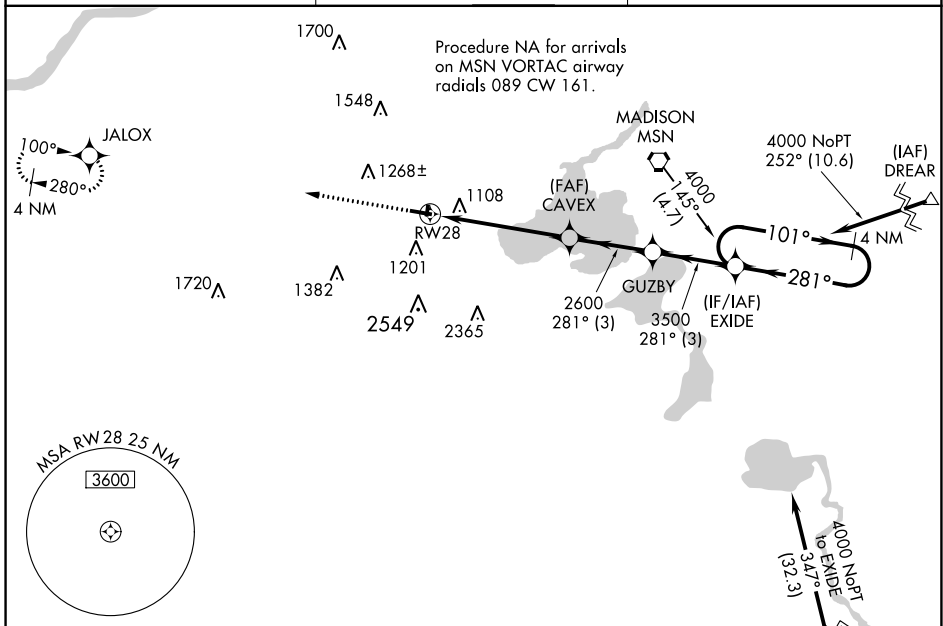 1700
Procedure NA for arrivals
on MSN VORTAC airway
radials 089 CW 161.
1548
MADISON
MSN
JALOX
100°
280°
4 NM
4000 NoPT
252° (10.6)
(IAF)
DREAR
1268±
4000
145°
(4.7)
(FAF)
CAVEX
1108
RW28
101°
4 NM
1201
281°
GUZBY
(IF/IAF)
EXIDE
1720
1382
2600
281° (3)
3500
281° (3)
2549
2365
MSA RW 28 25 NM
3600
4000 NoPT
to EXIDE
347°
(32.3)